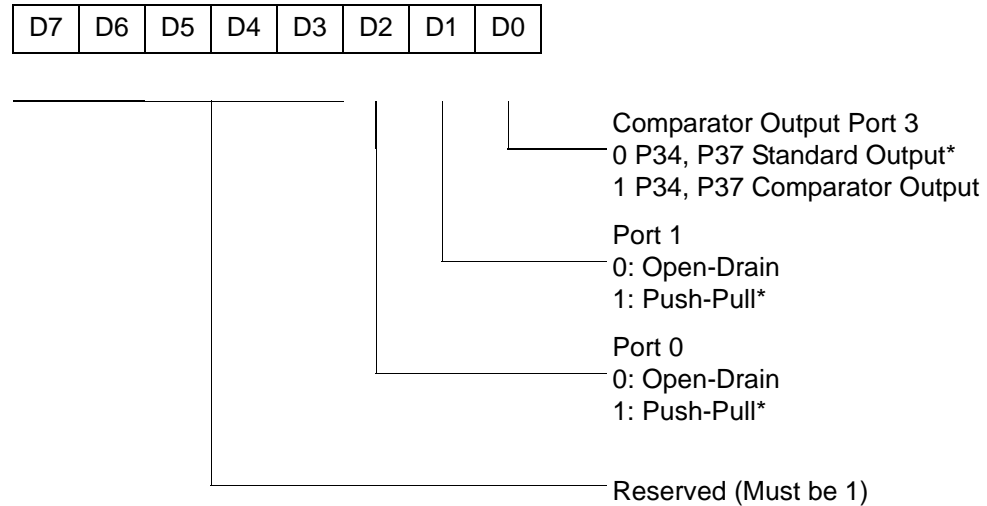 D7 D6 D5 D4 D3 D2 D1 D0
Comparator Output Port 3
0 P34, P37 Standard Output*
1 P34, P37 Comparator Output
Port 1
0: Open-Drain
1: Push-Pull*
Port 0
0: Open-Drain
1: Push-Pull*
Reserved (Must be 1)